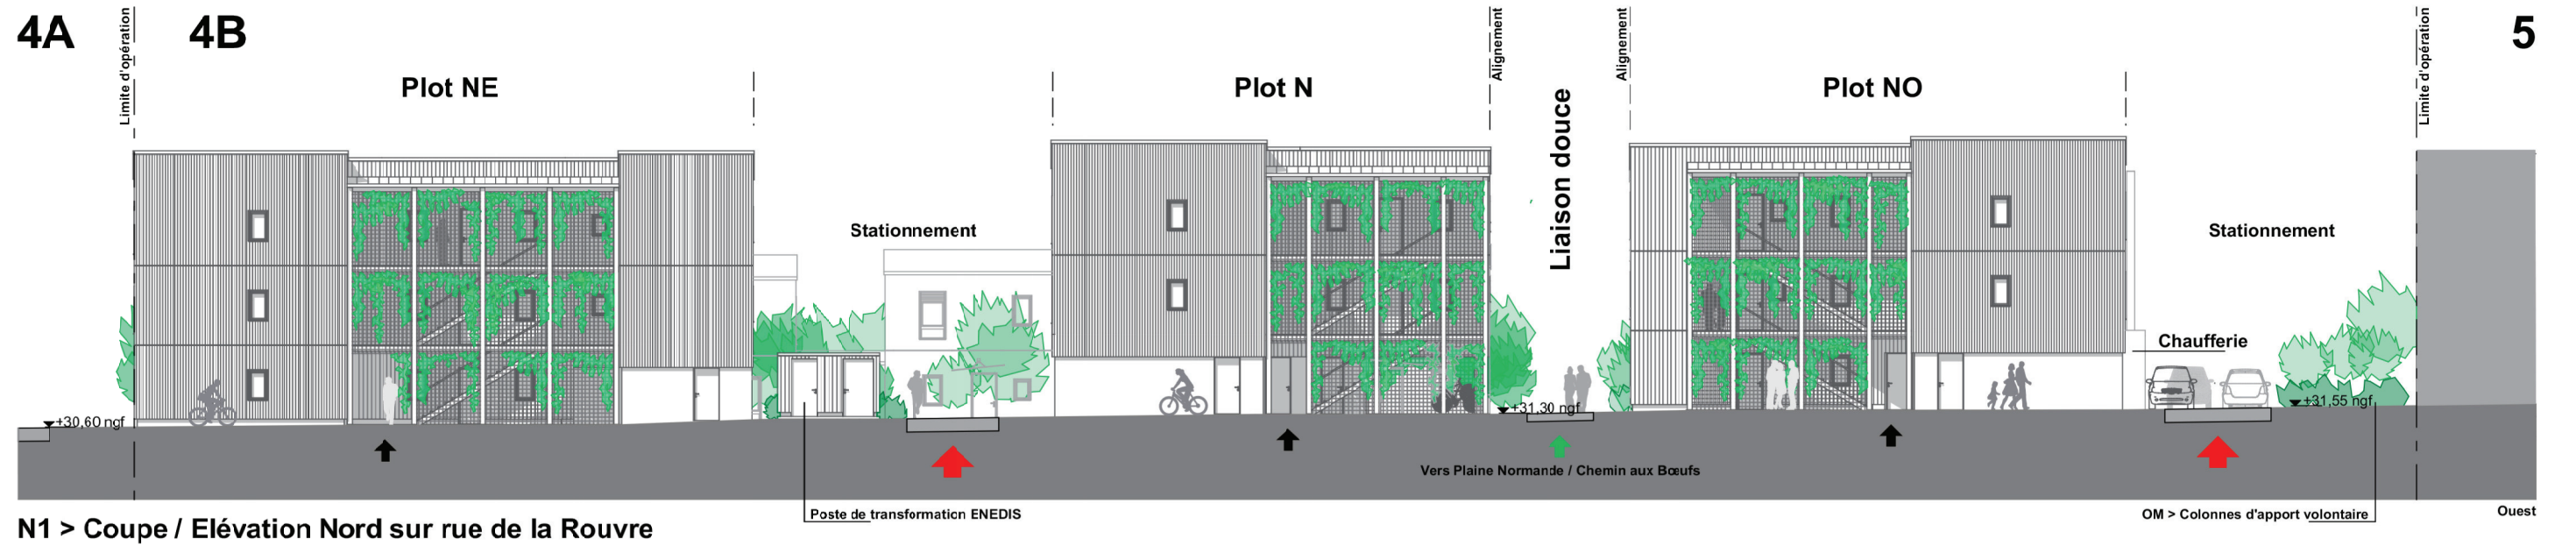 4A
4B
5
Limite d'opération
Plot NE
Plot N
Alignement
Alignement
Liaison douce
Plot NO
Limite d'opération
Stationnement
Stationnement
Chaufferie
+30,60 ngf
+31,30 ngf
+31,55 ngf
Vers Plaine Normande / Chemin aux Bœufs
Poste de transformation ENEDIS
OM > Colonnes d'apport volontaire
Ouest
N1 > Coupe / Elévation Nord sur rue de la Rouvre